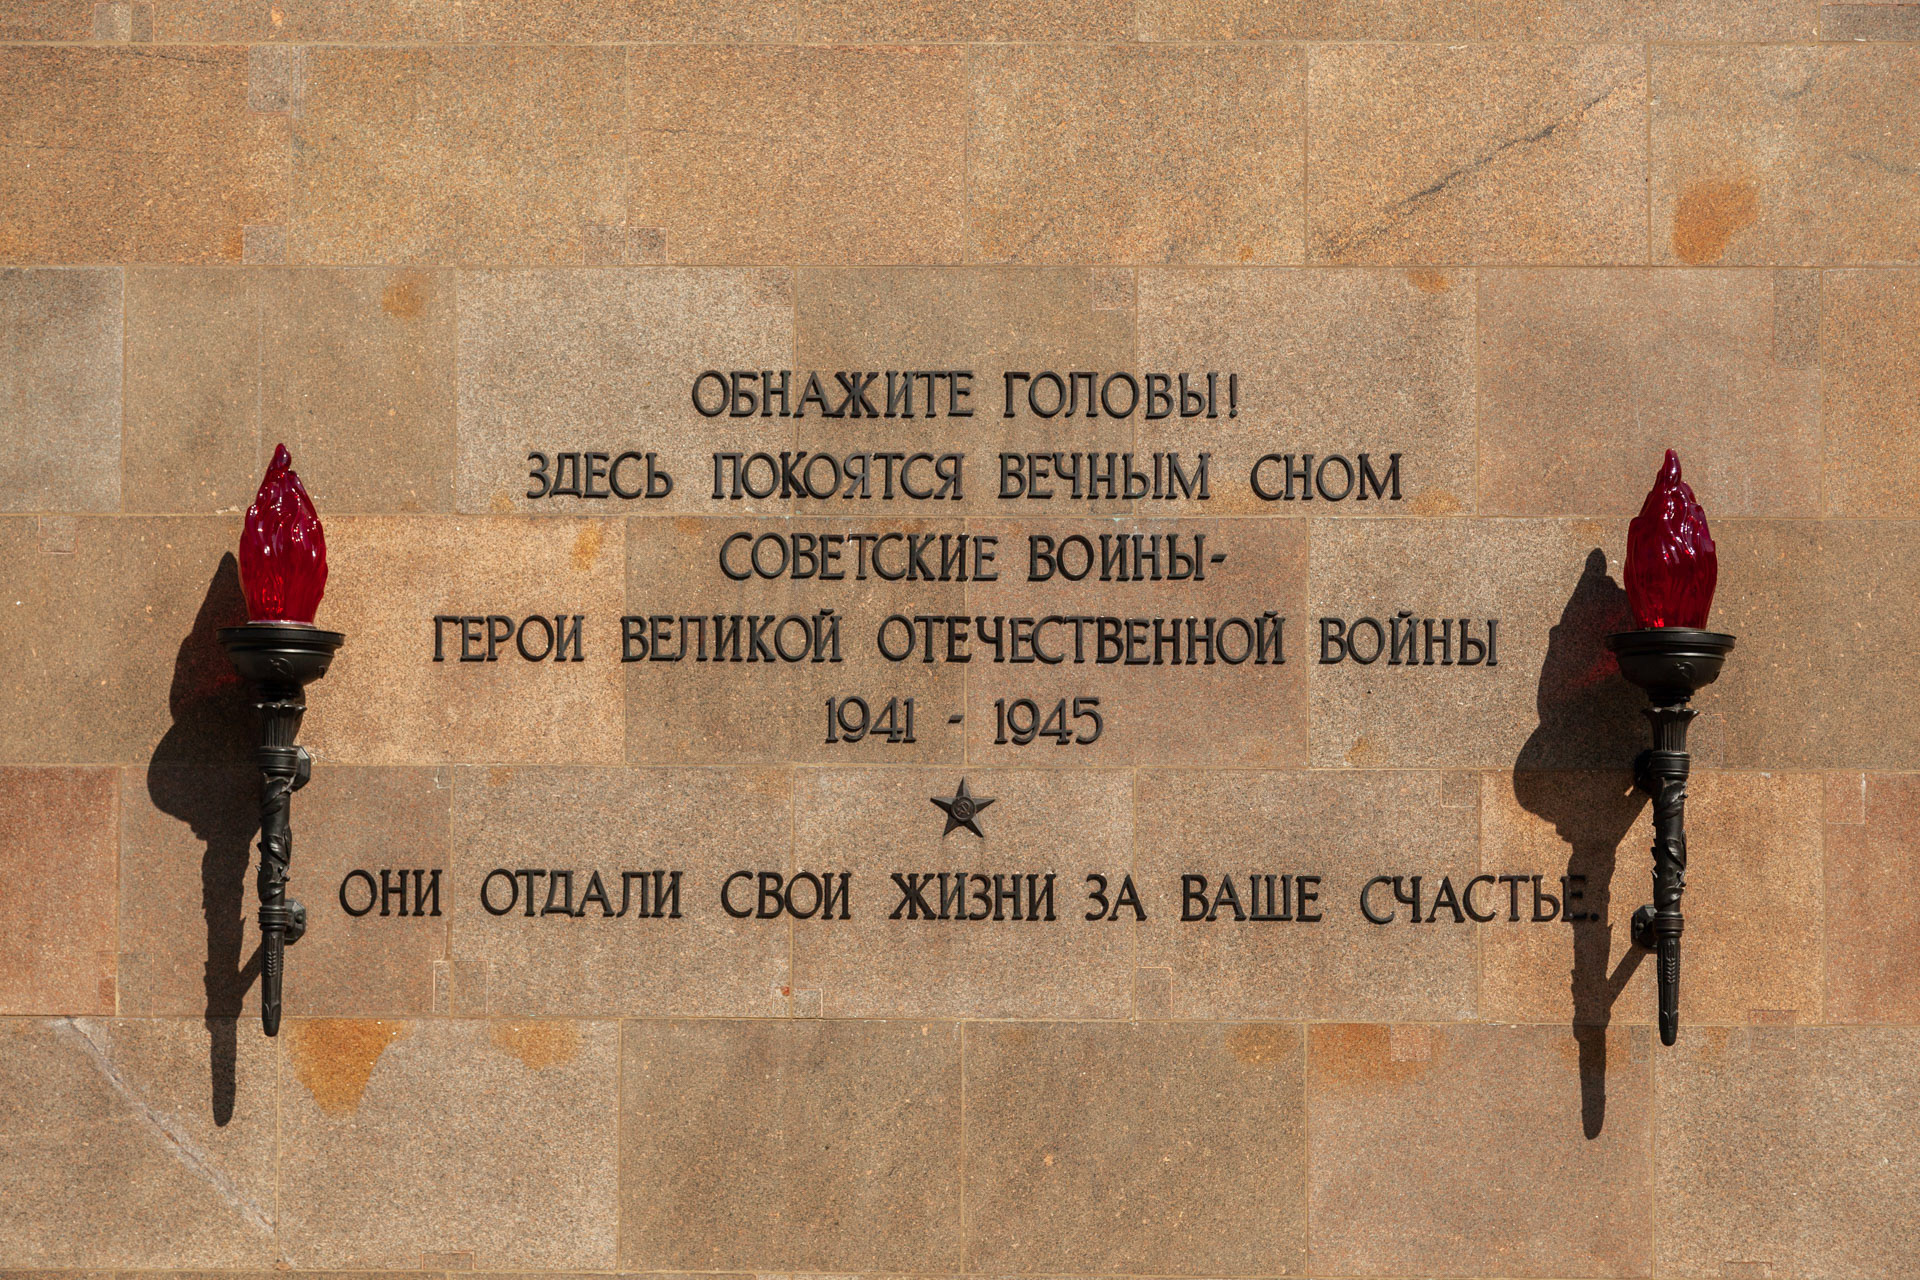 ОБНАЖИТЕ ГОЛОВЫ!
ЗДЕСЬ ПОКОЯТСЯ ВЕЧНЫМ СНОМ
СОВЕТСКИЕ ВОИНЫ-
ГЕРОИ ВЕЛИКОЙ ОТЕЧЕСТВЕННОЙ ВОЙНЫ
1941 - 1945
ОНИ ОТДАЛИ СВОИ ЖИЗНИ ЗА ВАШЕ СЧАСТЬЕ.